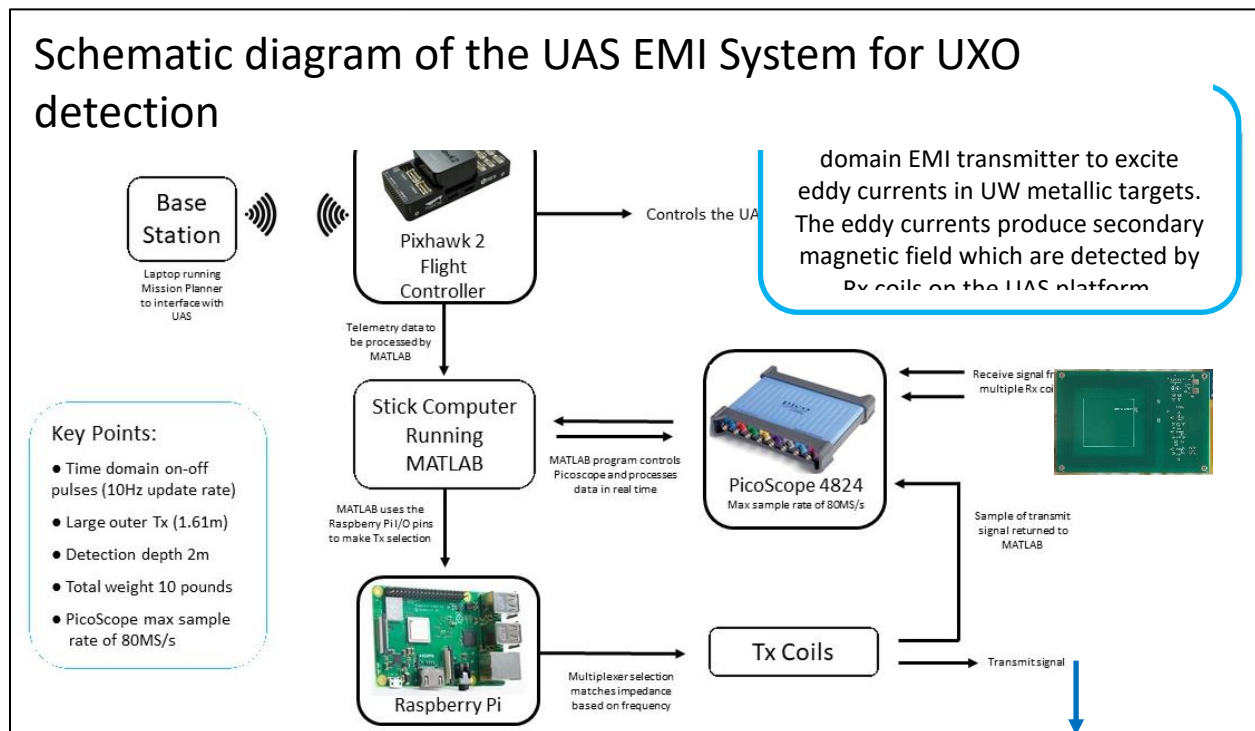 Schematic diagram of the UAS EMI System for UXO
detection
Base
Station
Laptop running
Mission Planner
to interface with
UAS
Pixhawk 2
Flight
Controller
Controls the UA
domain EMI transmitter to excite
eddy currents in UW metallic targets.
The eddy currents produce secondary
magnetic field which are detected by
Rx coils on the UAS platform
Telemetry data to
be processed by
MATLAB
Stick Computer
Running
MATLAB
MATLAB program controls
Picoscope and processes
data in real time
pico
PicoScope 4824
Max sample rate of 80MS/s
Receive signal fr
multiple Rx coi
Key Points:
● Time domain on-off
pulses (10Hz update rate)
● Large outer Tx (1.61m)
● Detection depth 2m
● Total weight 10 pounds
● PicoScope max sample
rate of 80MS/s
MATLAB uses the
Raspberry Pi I/O pins
to make Tx selection
Sample of transmit
signal returned to
MATLAB
Raspberry Pi
Multiplexer selection
matches impedance
based on frequency
Tx Coils
Transmit signal